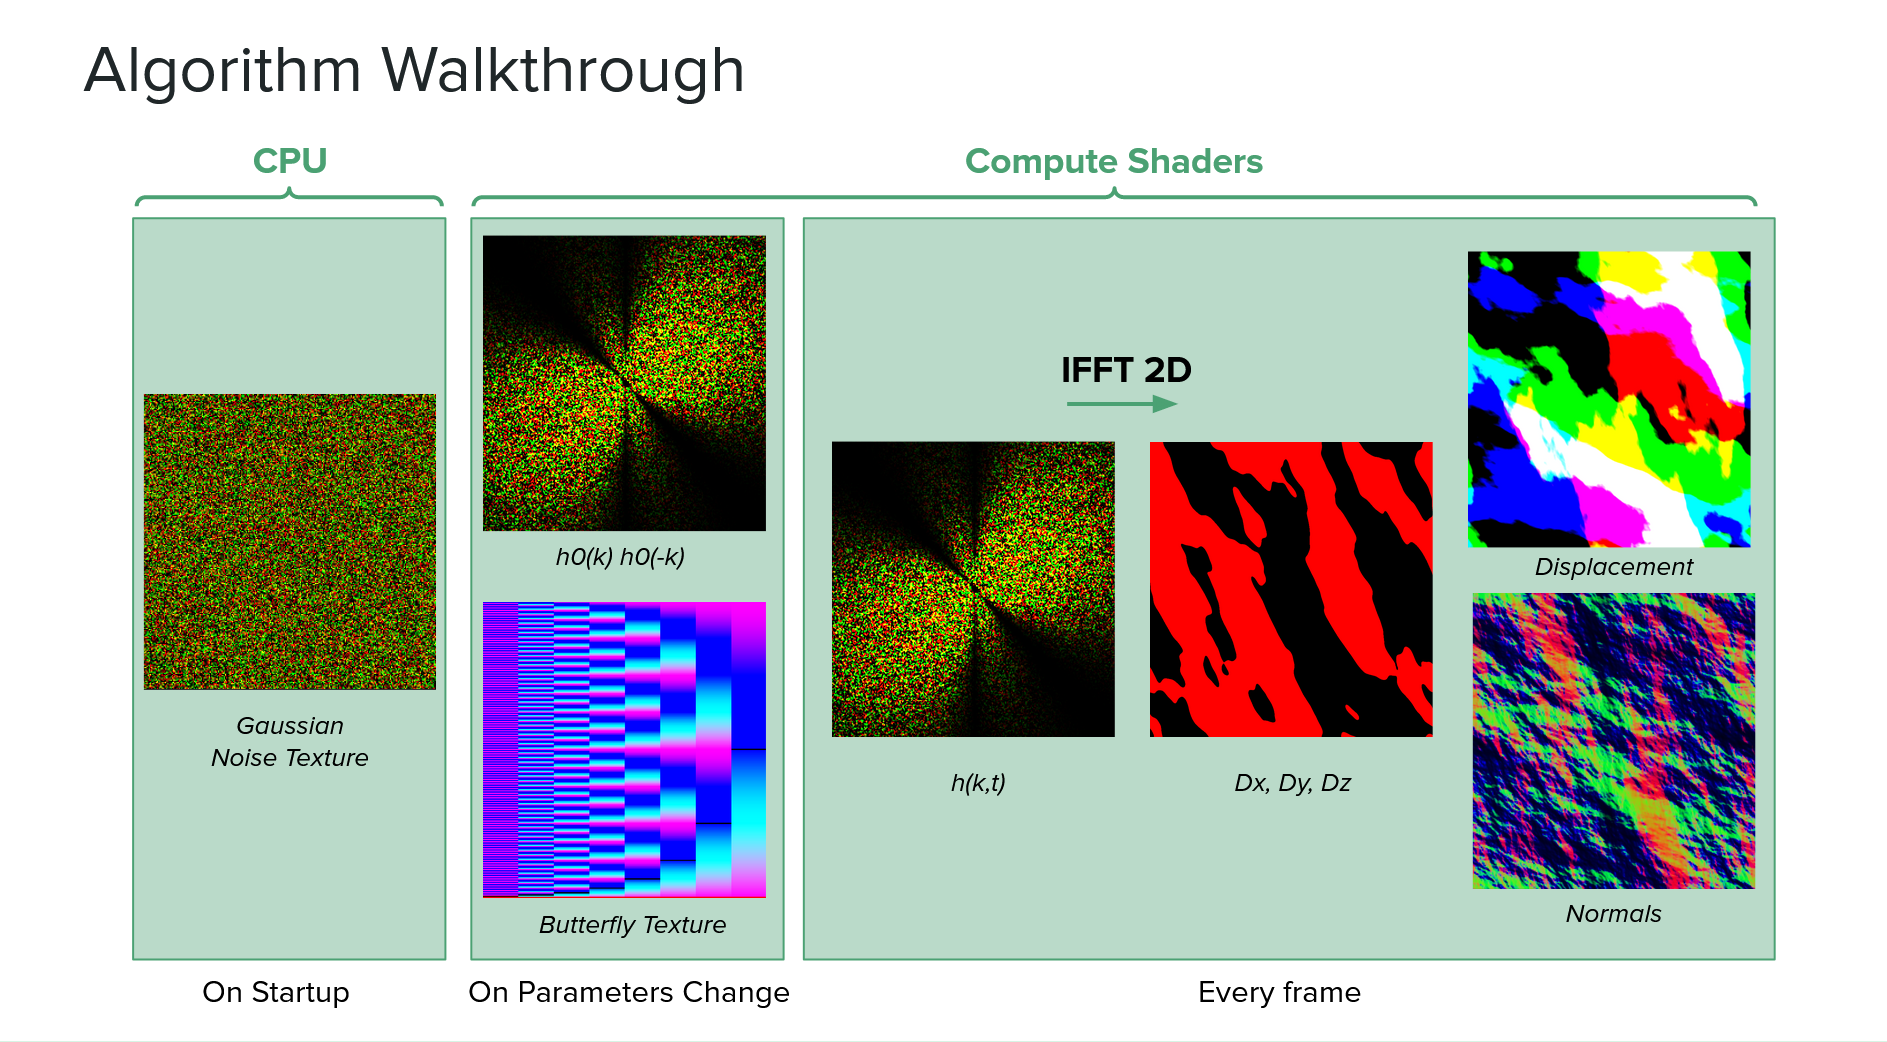 Algorithm Walkthrough
CPU
Compute Shaders
Gaussian
Noise Texture
h0(k) h0(-k)
Butterfly Texture
IFFT 2D
h(k,t)
Dx, Dy, Dz
Displacement
Normals
On Startup
On Parameters Change
Every frame